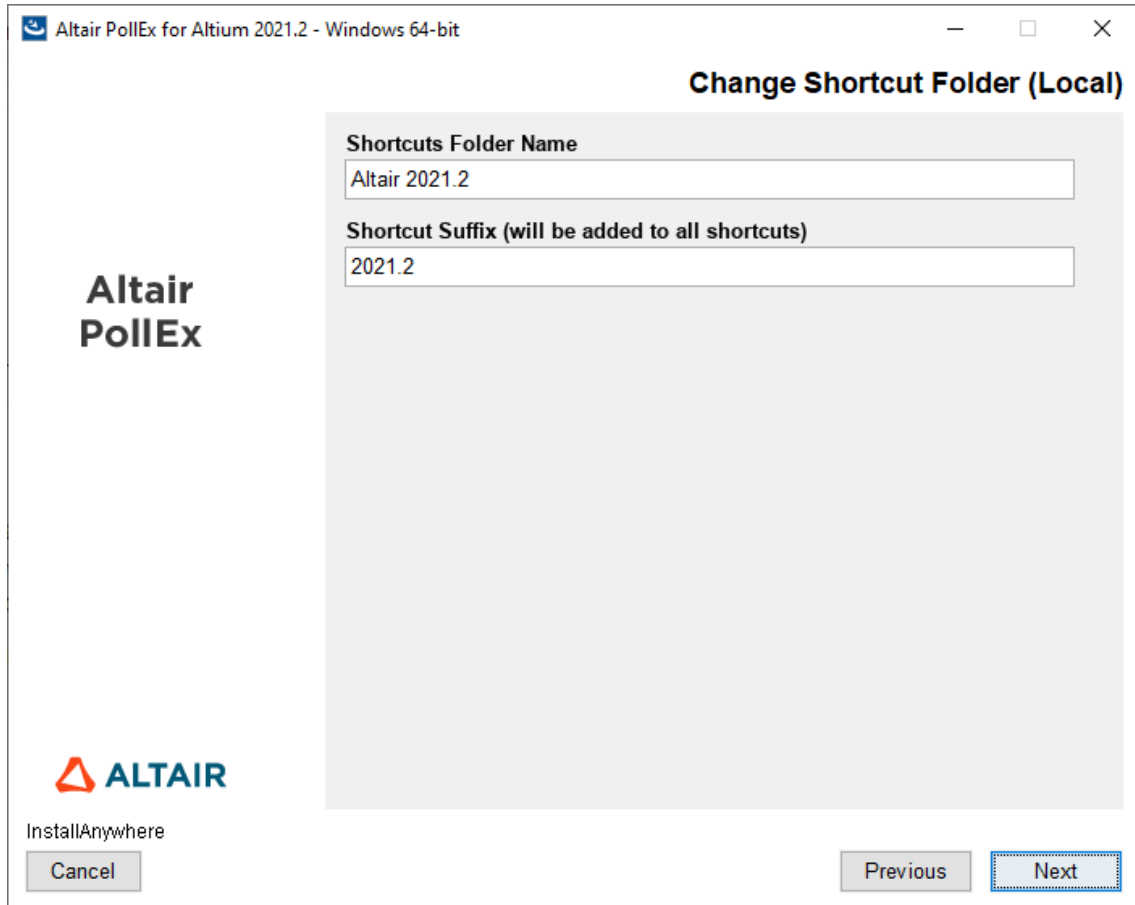 Altair PollEx for Altium 2021.2 - Windows 64-bit
Change Shortcut Folder (Local)
Shortcuts Folder Name
Altair 2021.2
Shortcut Suffix (will be added to all shortcuts)
2021.2
Altair
PollEx
ALTAIR
InstallAnywhere
Cancel
Previous
Next